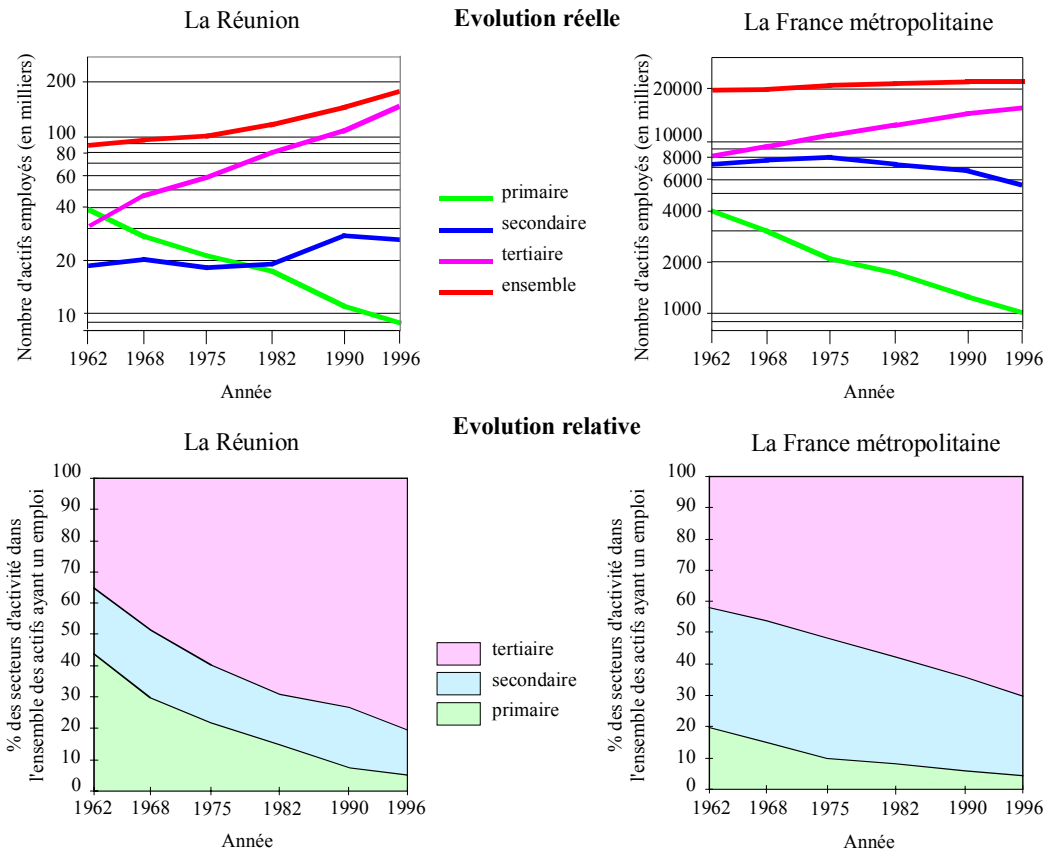 La Réunion
Evolution réelle
La France métropolitaine
Nombre d'actifs employés (en milliers)
200
100
80
60
40
20
10
1962
1968
1975
1982
1990
1996
Année
primaire
secondaire
tertiaire
ensemble
Nombre d'actifs employés (en milliers)
20000
10000
8000
6000
4000
2000
1000
1962
1968
1975
1982
1990
1996
Année
Evolution relative
La Réunion
La France métropolitaine
% des secteurs d'activité dans
l'ensemble des actifs ayant un emploi
100
90
80
70
60
50
40
30
20
10
0
1962
1968
1975
1982
1990
1996
Année
tertiaire
secondaire
primaire
% des secteurs d'activité dans
l'ensemble des actifs ayant un emploi
100
90
80
70
60
50
40
30
20
10
0
1962
1968
1975
1982
1990
1996
Année